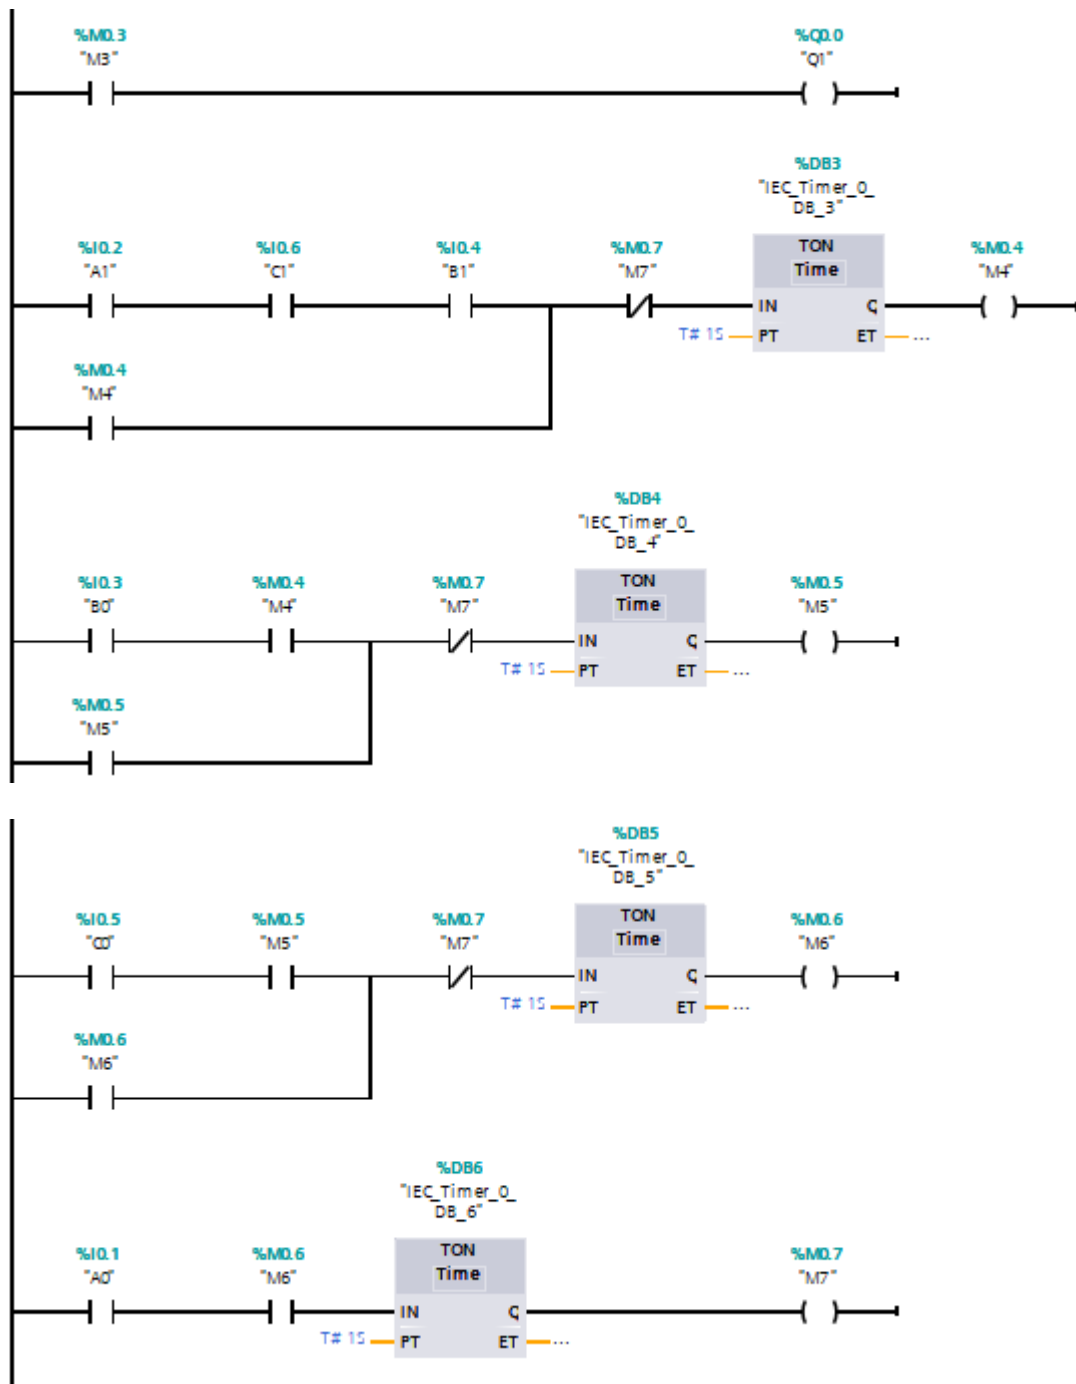 %M0.3 %Q0.0
"M3" "Q1"
%DB3
"IEC_Timer_0_
DB_3"
%I0.2 %I0.6 %I0.4 %M0.7 TON %M0.4
"A1" "C1" "B1" "M7" Time "M4"
IN Q
T# 1S PT ET ...
%M0.4
"M4"
%DB4
"IEC_Timer_0_
DB_4"
%I0.3 %M0.4 %M0.7 TON %M0.5
"B0" "M4" "M7" Time "M5"
IN Q
T# 1S PT ET ...
%M0.5
"M5"
%DB5
"IEC_Timer_0_
DB_5"
%I0.5 %M0.5 %M0.7 TON %M0.6
"C0" "M5" "M7" Time "M6"
IN Q
T# 1S PT ET ...
%M0.6
"M6"
%DB6
"IEC_Timer_0_
DB_6"
%I0.1 %M0.6 TON %M0.7
"A0" "M6" Time "M7"
IN Q
T# 1S PT ET ...